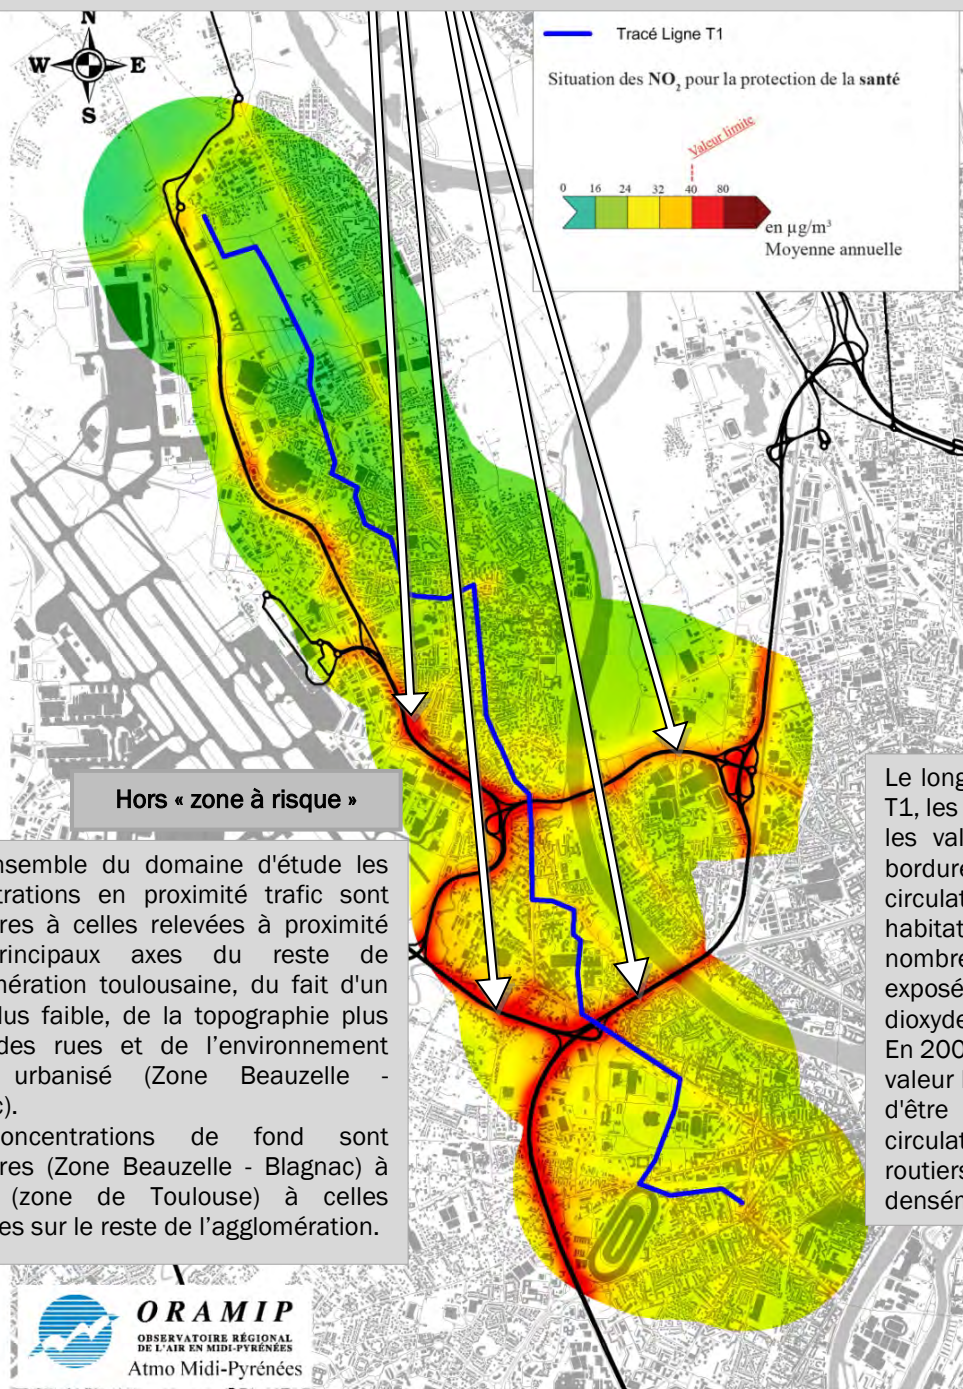 N
W E
S
Tracé Ligne T1
Situation des NO₂ pour la protection de la santé
Valeur limite
0 16 24 32 40 80
en µg/m³
Moyenne annuelle
Hors « zone à risque »
nsemble du domaine d'étude les
trations en proximité trafic sont
res à celles relevées à proximité
rincipaux axes du reste de
mération toulousaine, du fait d'un
lus faible, de la topographie plus
des rues et de l'environnement
urbanisé (Zone Beauzelle -
c).
oncentrations de fond sont
res (Zone Beauzelle - Blagnac) à
(zone de Toulouse) à celles
es sur le reste de l'agglomération.
Le long
T1, les
les val
bordure
circulat
habitat
nombre
exposé
dioxyde
En 200
valeur l
d'être
circulat
routiers
densém
ORAMIP
OBSERVATOIRE RÉGIONAL
DE L'AIR EN MIDI-PYRÉNÉES
Atmo Midi-Pyrénées